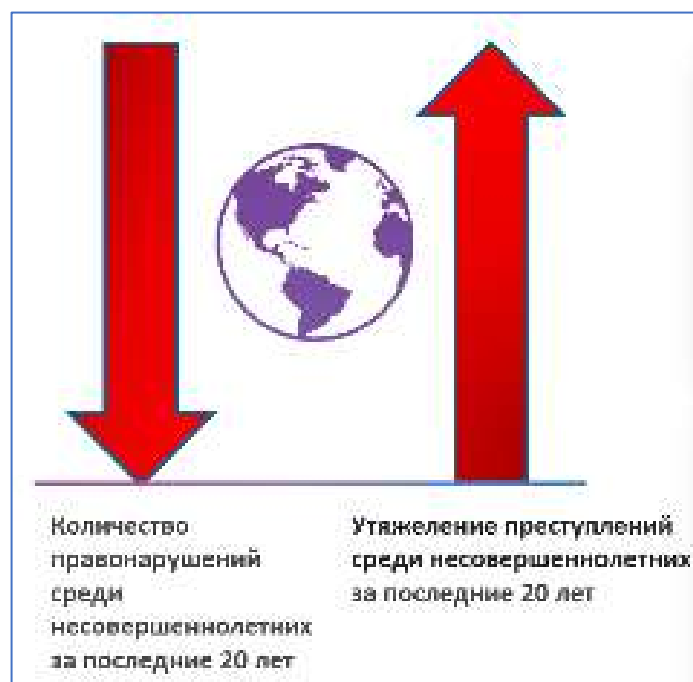 Количество
правонарушений
среди
несовершеннолетних
за последние 20 лет
Утяжеление преступлений
среди несовершеннолетних
за последние 20 лет